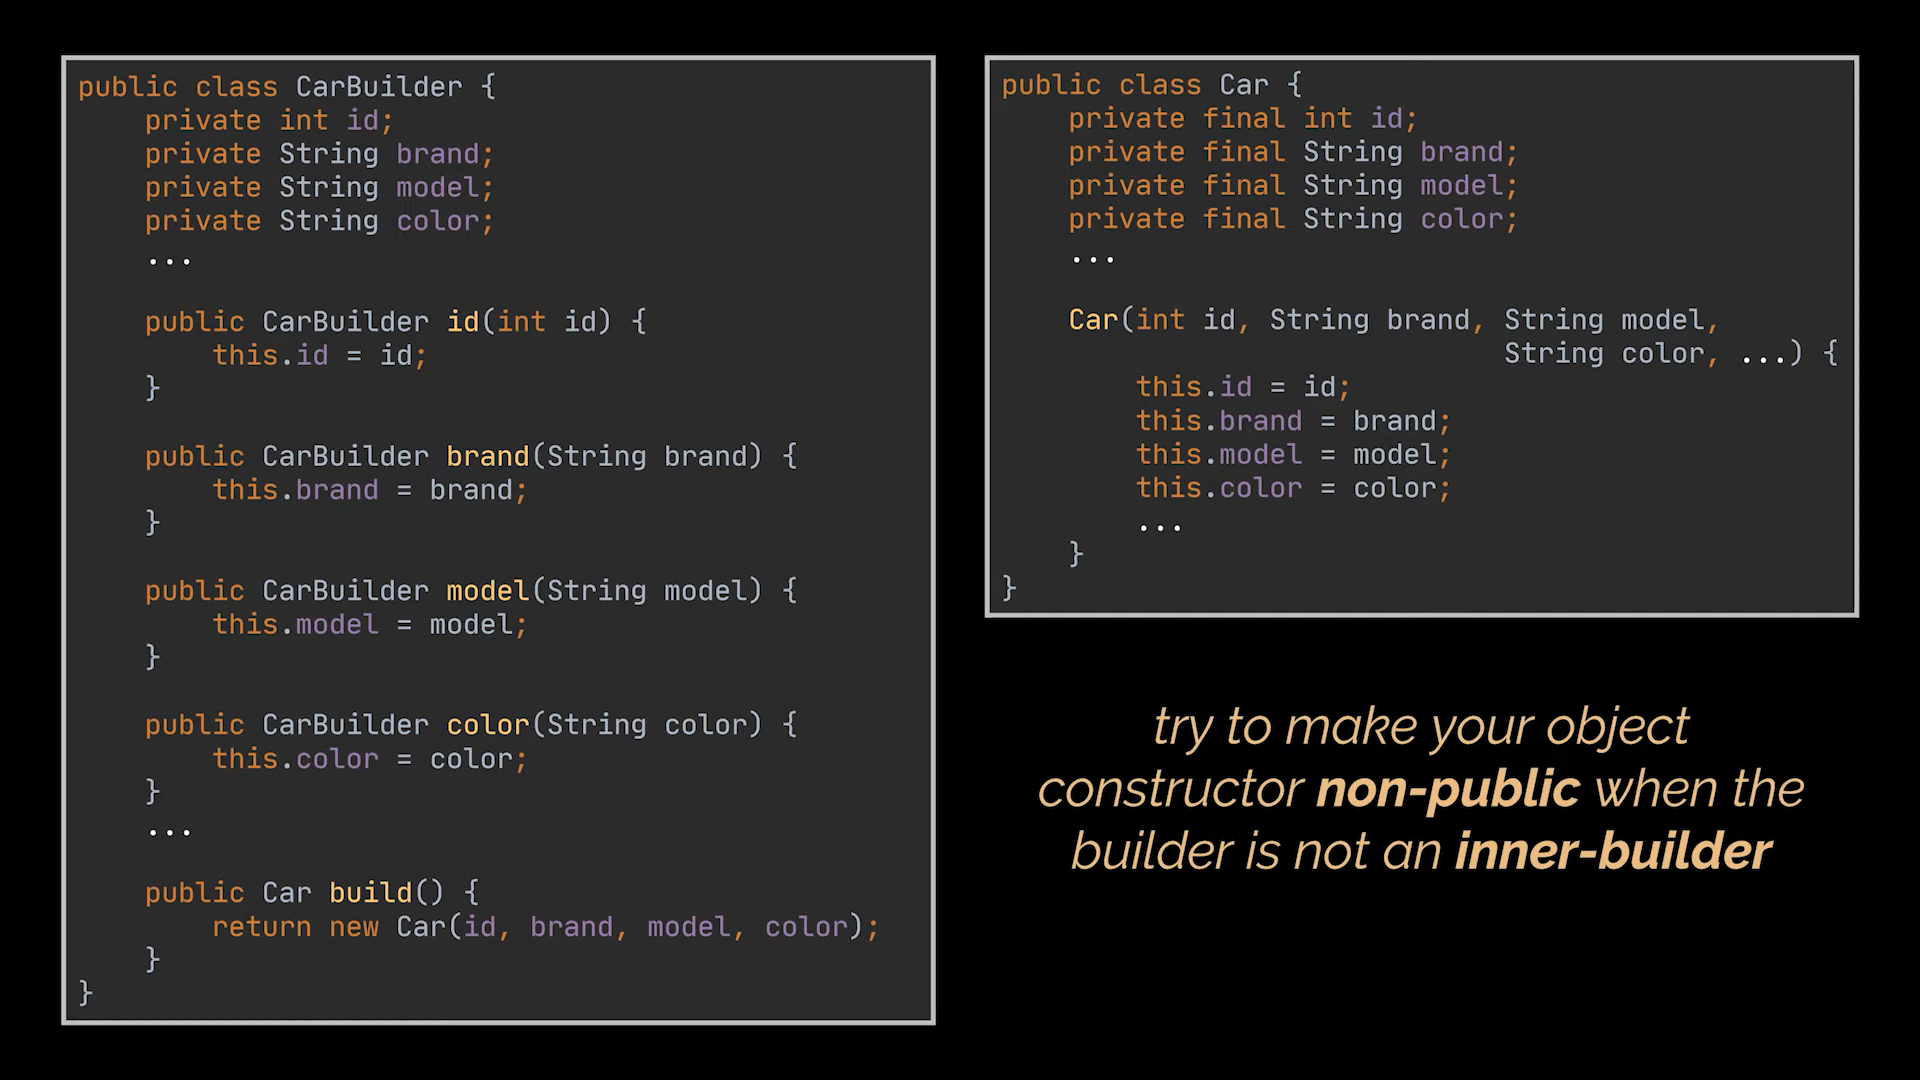 public class CarBuilder {
    private int id;
    private String brand;
    private String model;
    private String color;
    ...
    public CarBuilder id(int id) {
        this.id = id;
    }
    public CarBuilder brand(String brand) {
        this.brand = brand;
    }
    public CarBuilder model(String model) {
        this.model = model;
    }
    public CarBuilder color(String color) {
        this.color = color;
    }
    ...
    public Car build() {
        return new Car(id, brand, model, color);
    }
}
public class Car {
    private final int id;
    private final String brand;
    private final String model;
    private final String color;
    ...
    Car(int id, String brand, String model,
                              String color, ...) {
        this.id = id;
        this.brand = brand;
        this.model = model;
        this.color = color;
        ...
    }
}
try to make your object
constructor non-public when the
builder is not an inner-builder